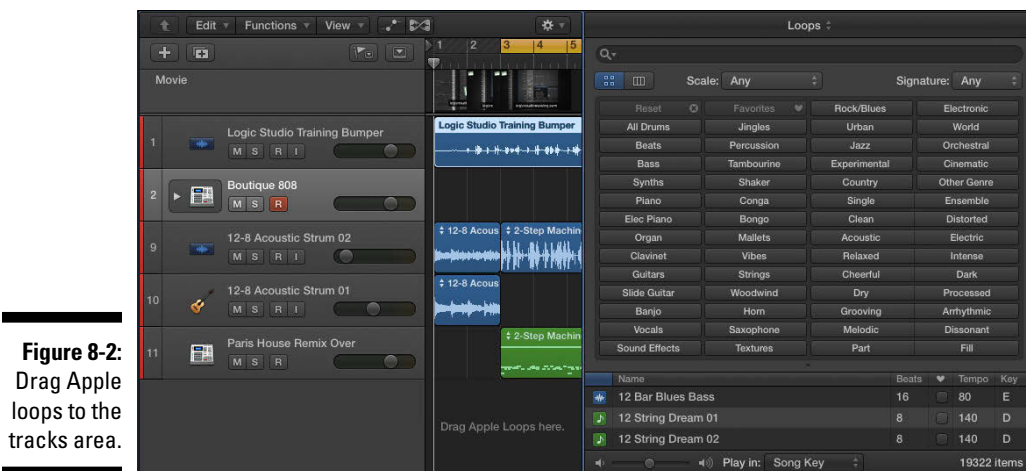 Edit Functions View
1 2 3 4 5
Movie
1 Logic Studio Training Bumper
M S R I
2 Boutique 808
M S R
9 12-8 Acoustic Strum 02
M S R I
10 12-8 Acoustic Strum 01
M S R I
11 Paris House Remix Over
M S R
Logic Studio Training Bumper
12-8 Acous 2-Step Machin
12-8 Acous
2-Step Machin
Drag Apple Loops here.
Loops
Scale: Any Signature: Any
Reset Favorites Rock/Blues Electronic
All Drums Jingles Urban World
Beats Percussion Jazz Orchestral
Bass Tambourine Experimental Cinematic
Synths Shaker Country Other Genre
Piano Conga Single Ensemble
Elec Piano Bongo Clean Distorted
Organ Mallets Acoustic Electric
Clavinet Vibes Relaxed Intense
Guitars Strings Cheerful Dark
Slide Guitar Woodwind Dry Processed
Banjo Horn Grooving Arrhythmic
Vocals Saxophone Melodic Dissonant
Sound Effects Textures Part Fill
Name Beats Tempo Key
12 Bar Blues Bass 16 80 E
12 String Dream 01 8 140 D
12 String Dream 02 8 140 D
Play in: Song Key 19322 items
Figure 8-2:
Drag Apple
loops to the
tracks area.